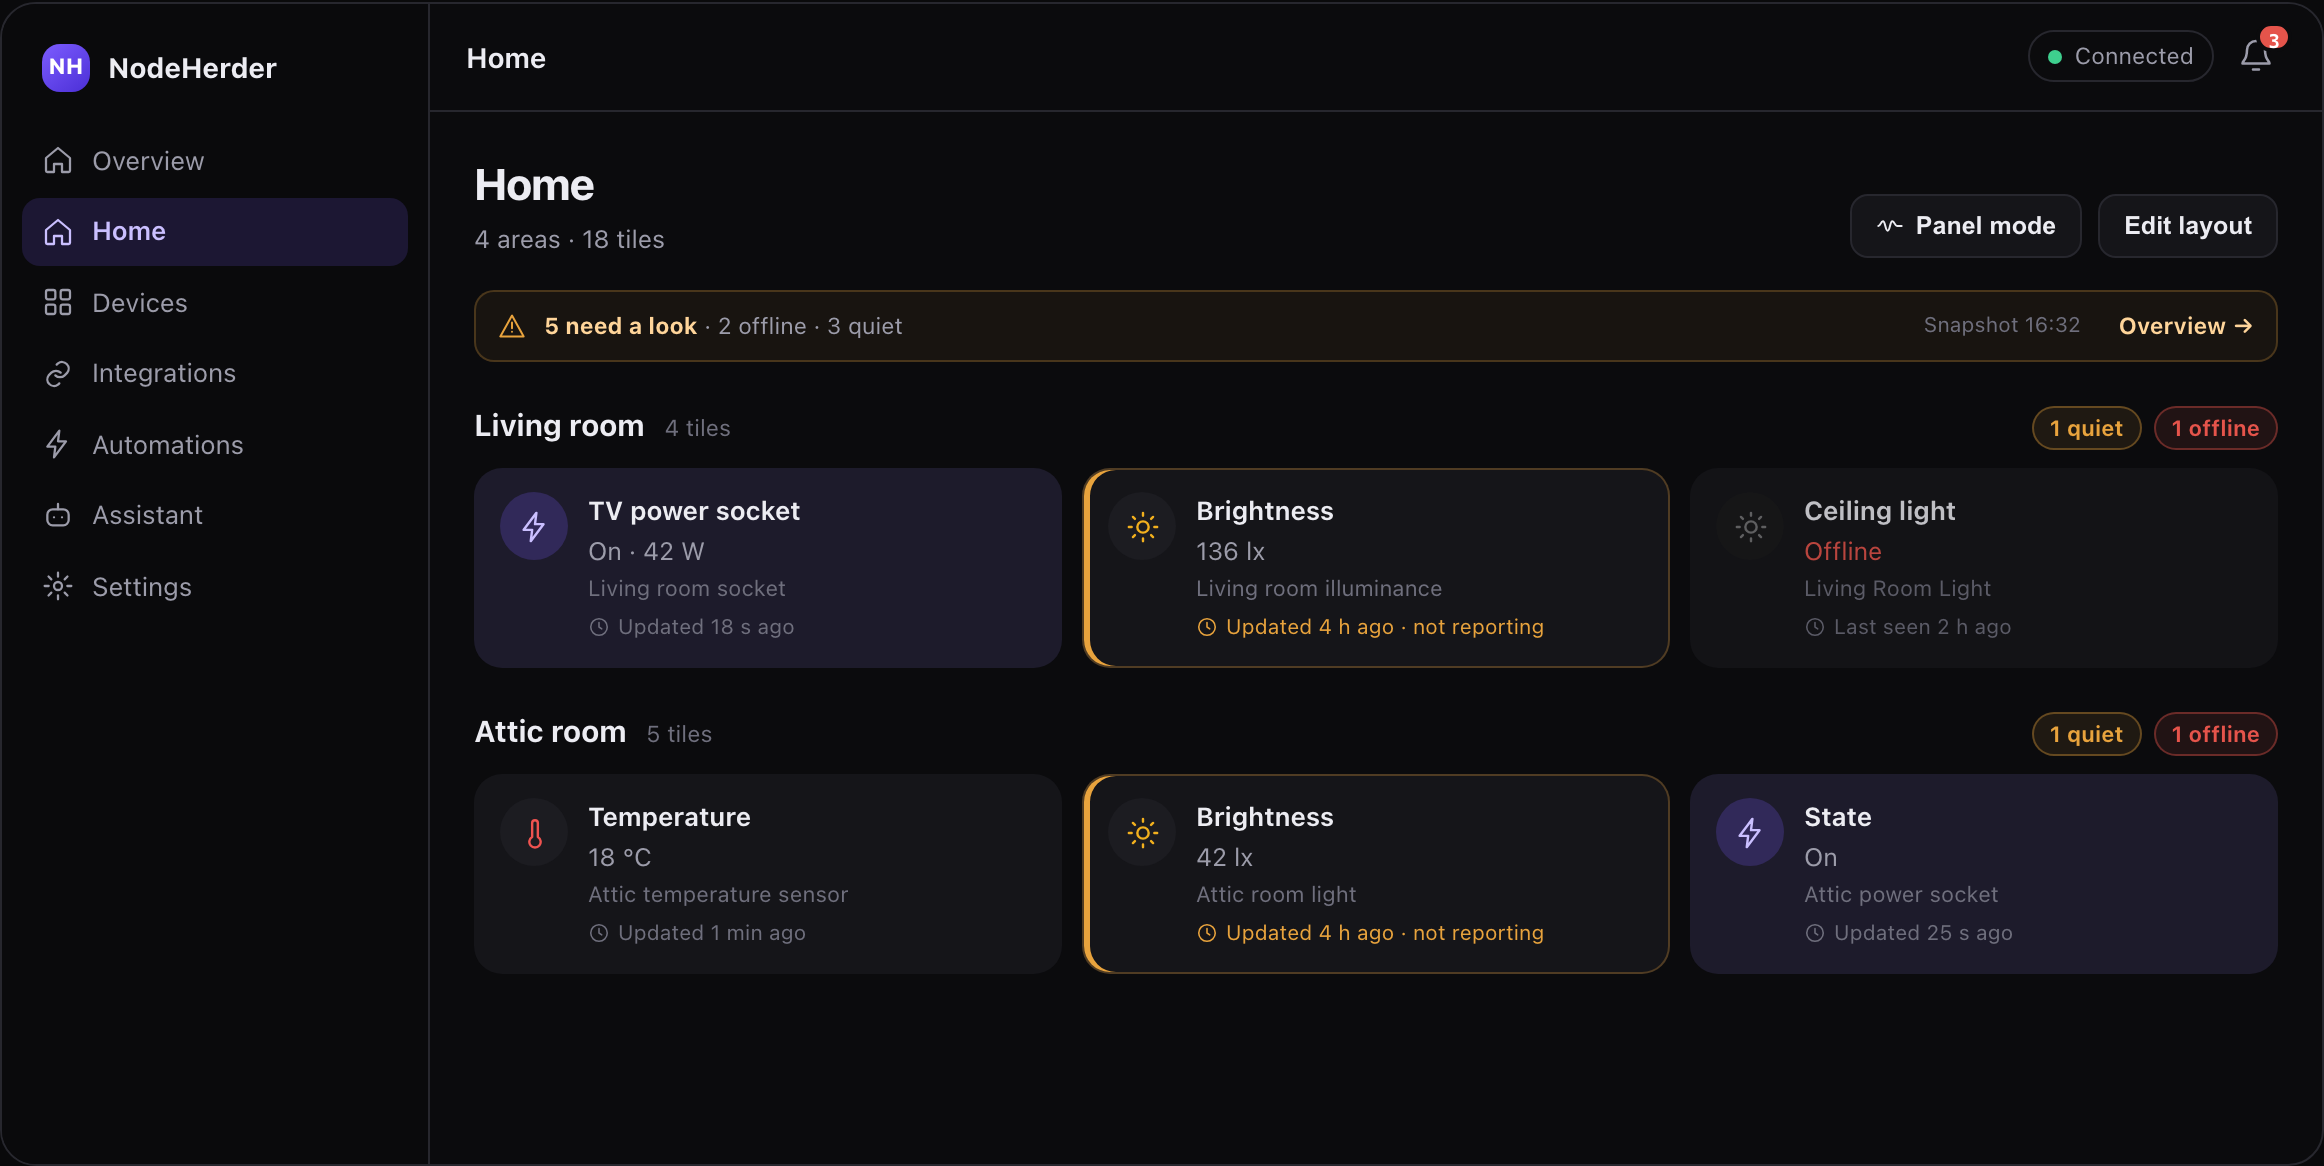 NH NodeHerder
Overview
Home
Devices
Integrations
Automations
Assistant
Settings
Home
Connected
3
Home
4 areas · 18 tiles
Panel mode
Edit layout
5 need a look · 2 offline · 3 quiet
Snapshot 16:32
Overview →
Living room 4 tiles
1 quiet
1 offline
TV power socket
On · 42 W
Living room socket
Updated 18 s ago
Brightness
136 lx
Living room illuminance
Updated 4 h ago · not reporting
Ceiling light
Offline
Living Room Light
Last seen 2 h ago
Attic room 5 tiles
1 quiet
1 offline
Temperature
18 °C
Attic temperature sensor
Updated 1 min ago
Brightness
42 lx
Attic room light
Updated 4 h ago · not reporting
State
On
Attic power socket
Updated 25 s ago